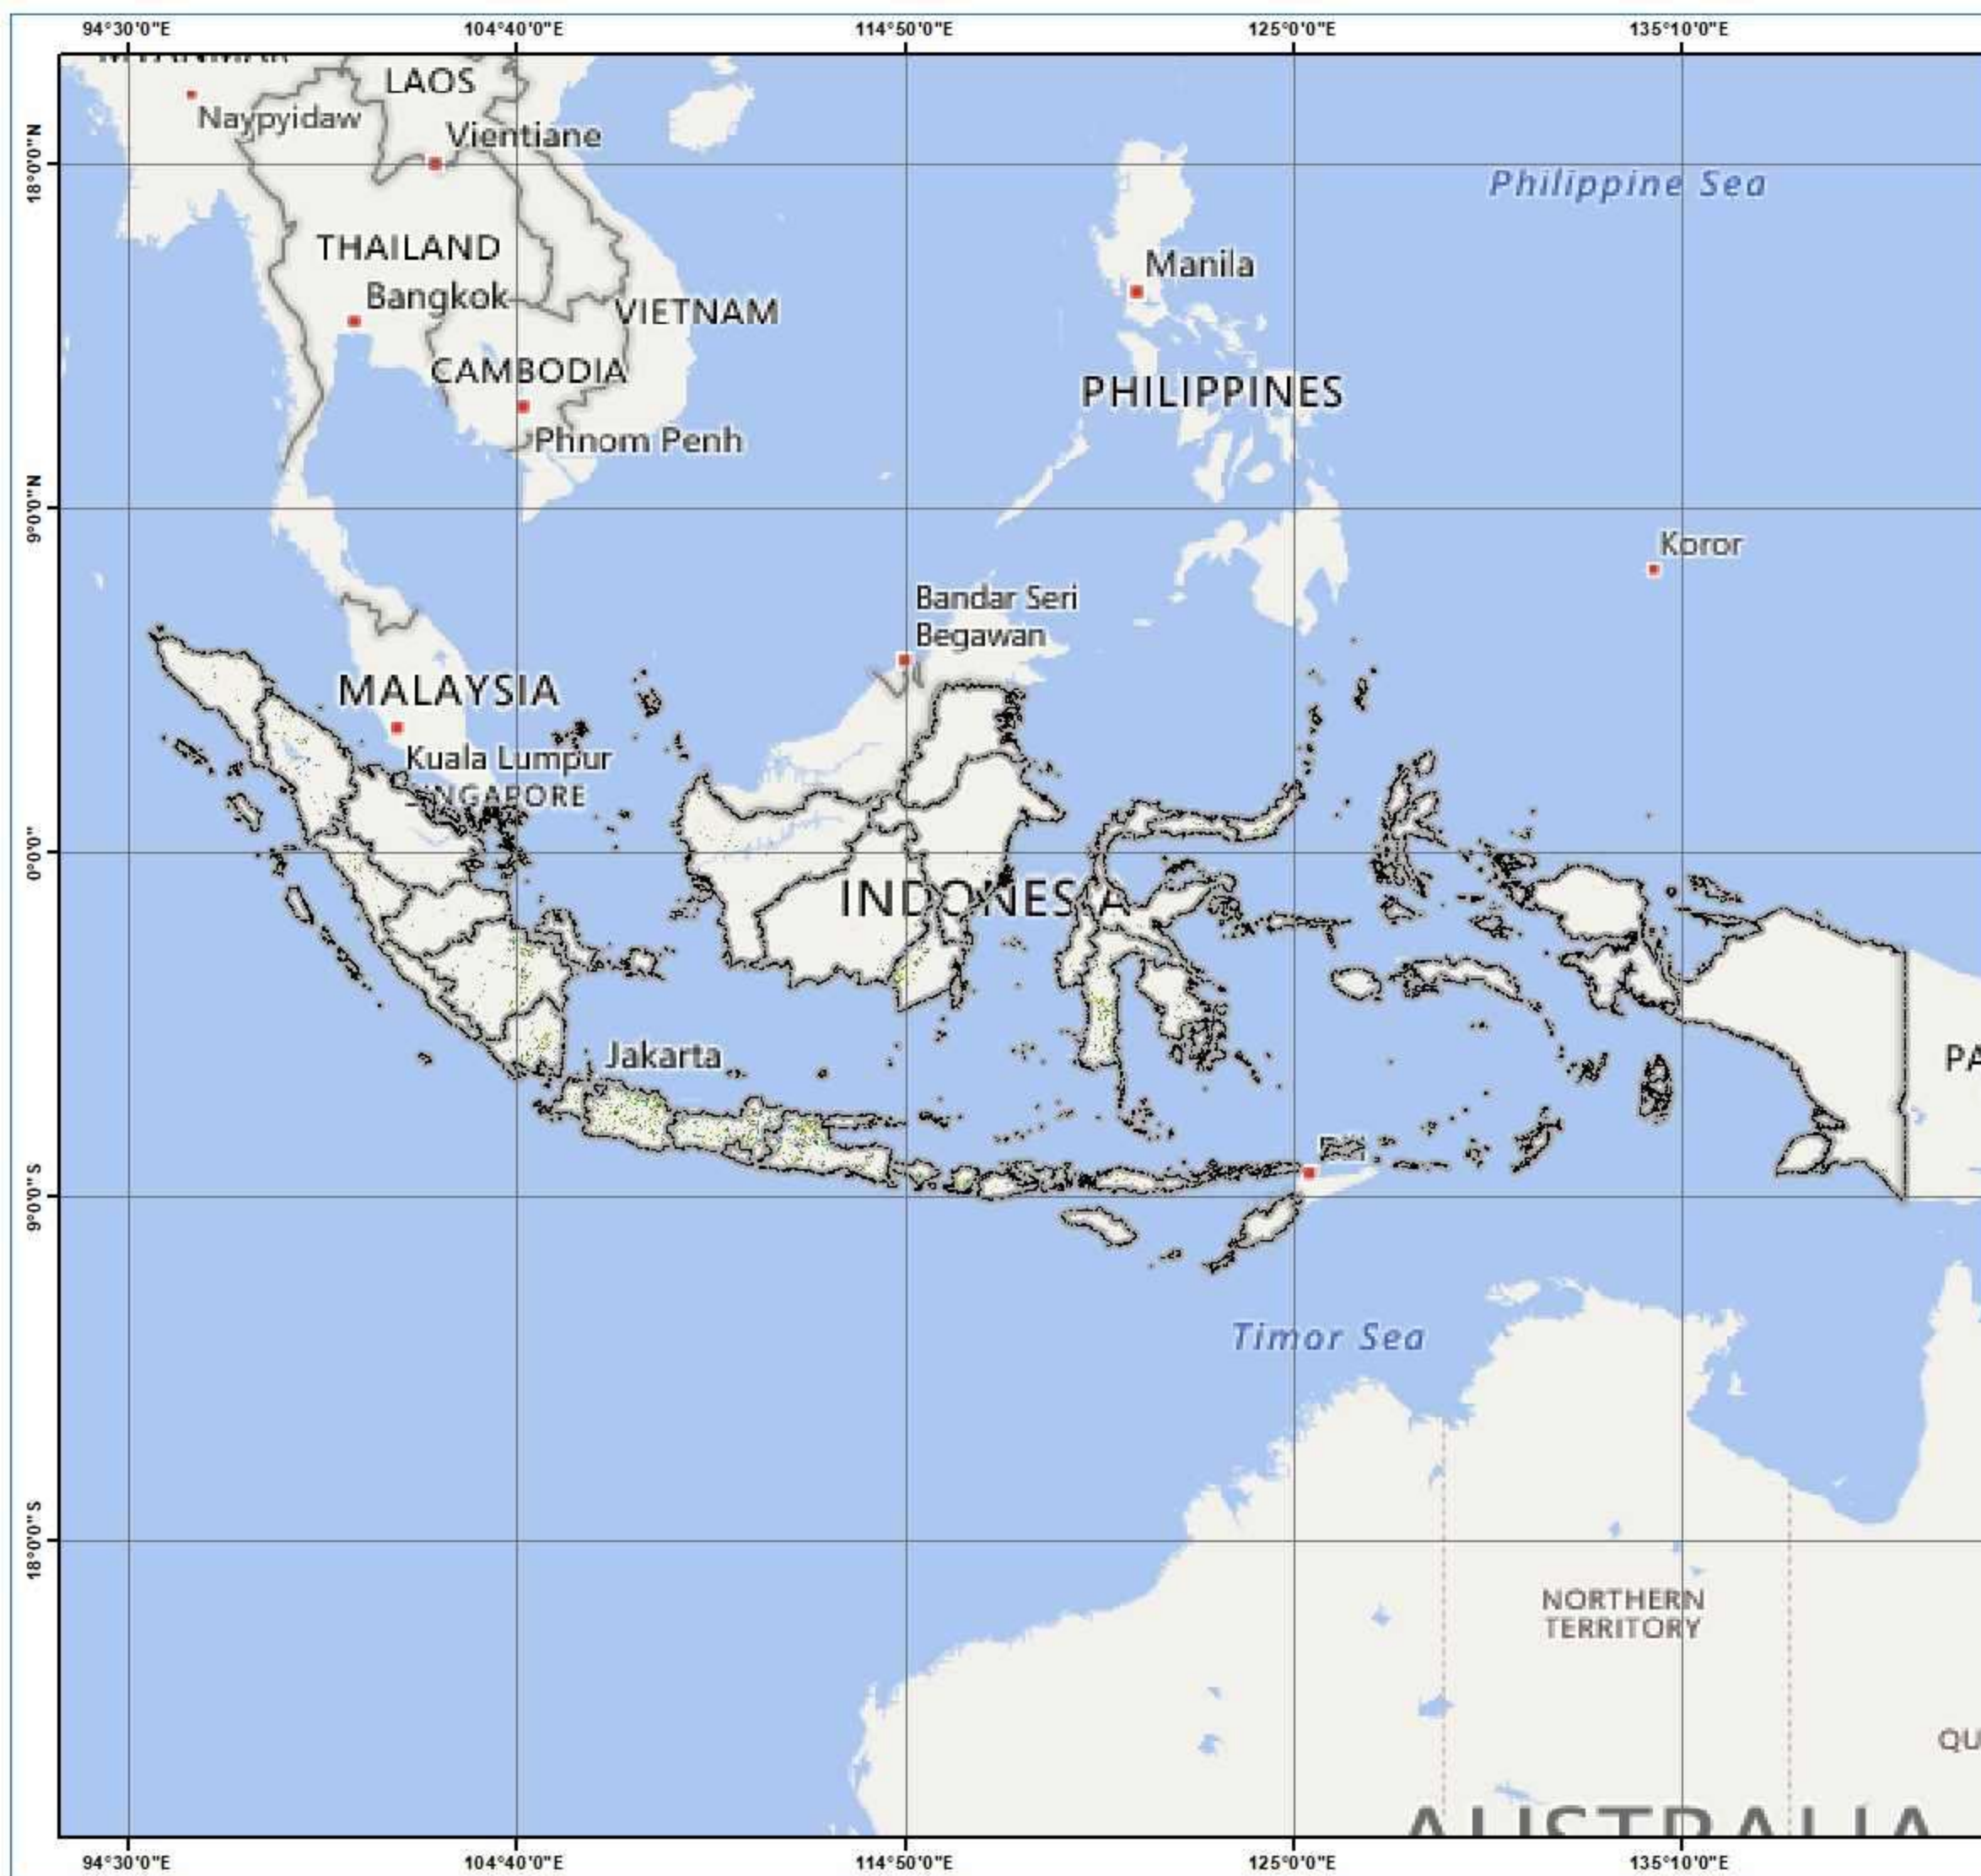 94°30'0"E 104°40'0"E 114°50'0"E 125°0'0"E 135°10'0"E
LAOS
Naypyidaw
Vientiane
18°0'0"N
Philippine Sea
THAILAND
Manila
Bangkok
VIETNAM
CAMBODIA
PHILIPPINES
Phnom Penh
9°0'0"N
Koror
Bandar Seri
Begawan
MALAYSIA
Kuala Lumpur
SINGAPORE
0°0'0"
INDONESIA
Jakarta
PA
9°0'0"S
Timor Sea
18°0'0"S
NORTHERN
TERRITORY
QU
AUSTRALIA
94°30'0"E 104°40'0"E 114°50'0"E 125°0'0"E 135°10'0"E